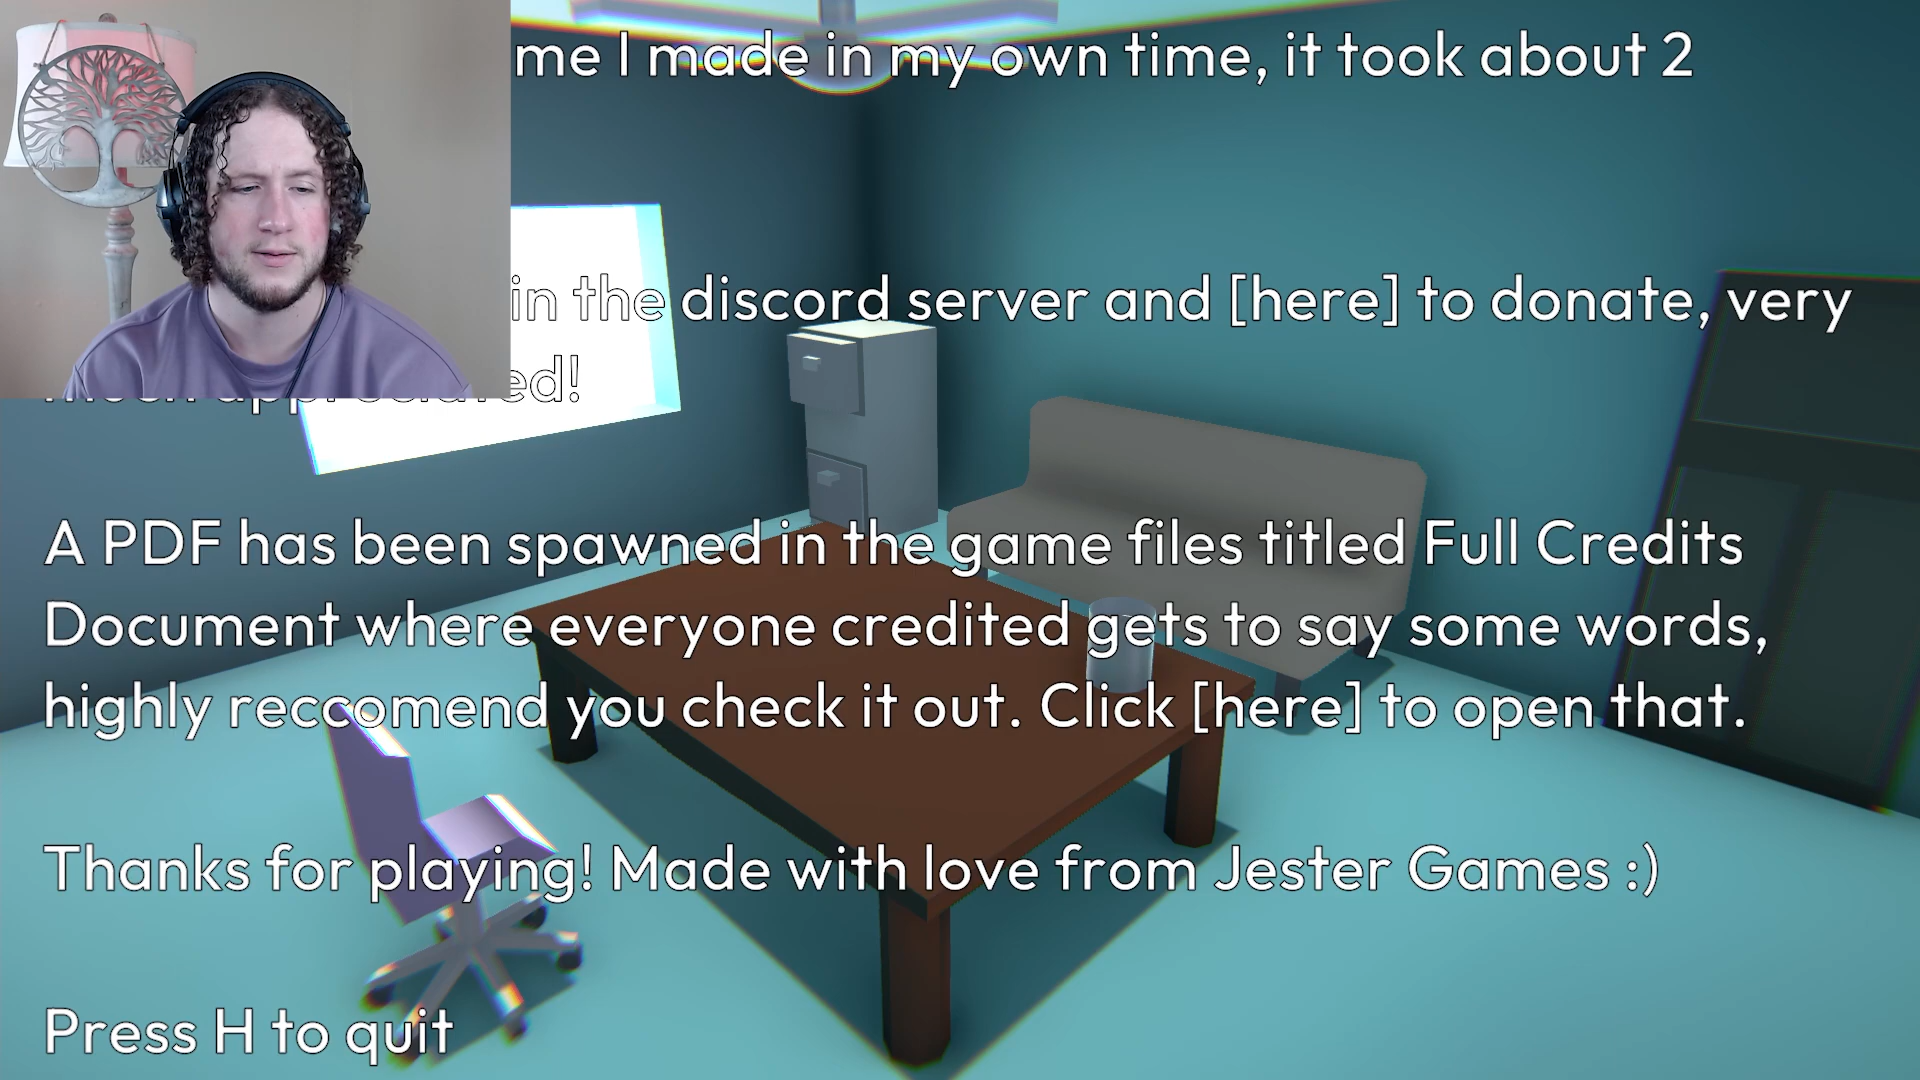 me I made in my own time, it took about 2
in the discord server and [here] to donate, very
much appreciated!
A PDF has been spawned in the game files titled Full Credits
Document where everyone credited gets to say some words,
highly reccomend you check it out. Click [here] to open that.
Thanks for playing! Made with love from Jester Games :)
Press H to quit